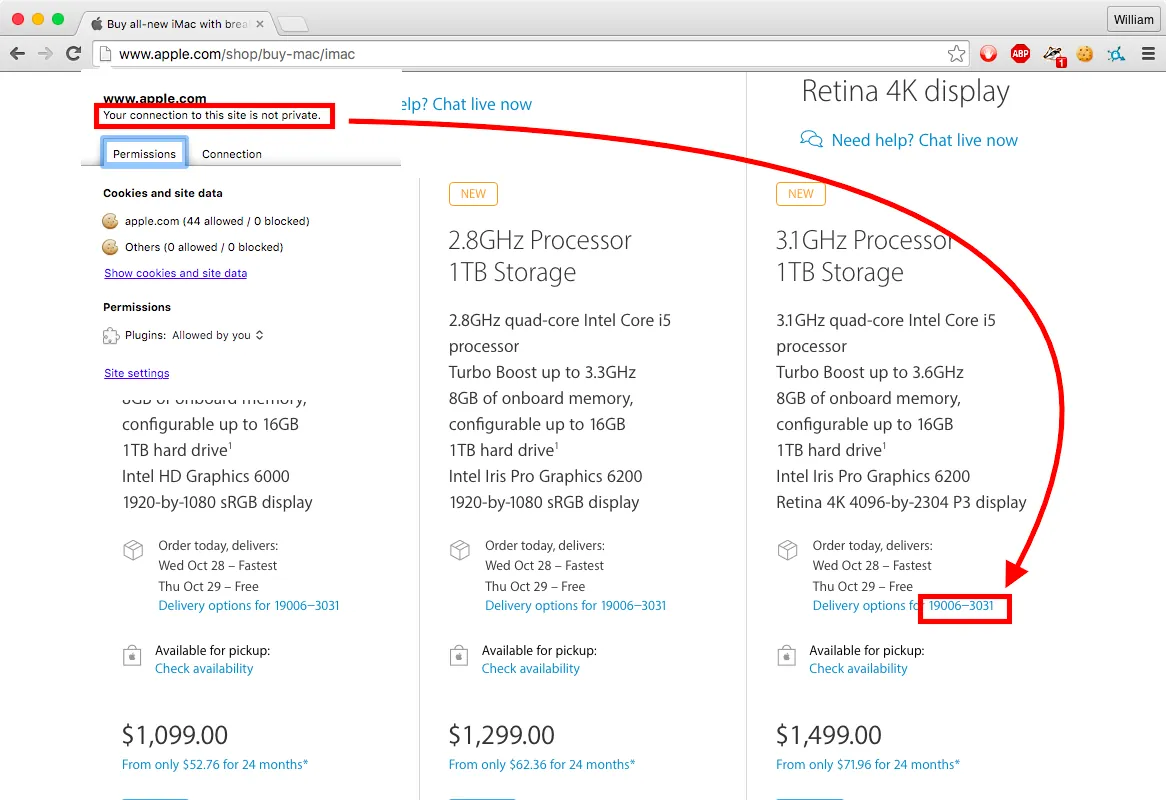 Buy all-new iMac with brea
William
www.apple.com/shop/buy-mac/imac
ABP
1
www.apple.com
Your connection to this site is not private.
Permissions
Connection
Cookies and site data
apple.com (44 allowed / 0 blocked)
Others (0 allowed / 0 blocked)
Show cookies and site data
Permissions
Plugins: Allowed by you
Site settings
8GB of onboard memory,
configurable up to 16GB
1TB hard drive1
Intel HD Graphics 6000
1920-by-1080 sRGB display
Order today, delivers:
Wed Oct 28 – Fastest
Thu Oct 29 – Free
Delivery options for 19006–3031
Available for pickup:
Check availability
$1,099.00
From only $52.76 for 24 months*
elp? Chat live now
NEW
2.8GHz Processor
1TB Storage
2.8GHz quad-core Intel Core i5
processor
Turbo Boost up to 3.3GHz
8GB of onboard memory,
configurable up to 16GB
1TB hard drive1
Intel Iris Pro Graphics 6200
1920-by-1080 sRGB display
Order today, delivers:
Wed Oct 28 – Fastest
Thu Oct 29 – Free
Delivery options for 19006–3031
Available for pickup:
Check availability
$1,299.00
From only $62.36 for 24 months*
Retina 4K display
Need help? Chat live now
NEW
3.1GHz Processor
1TB Storage
3.1GHz quad-core Intel Core i5
processor
Turbo Boost up to 3.6GHz
8GB of onboard memory,
configurable up to 16GB
1TB hard drive1
Intel Iris Pro Graphics 6200
Retina 4K 4096-by-2304 P3 display
Order today, delivers:
Wed Oct 28 – Fastest
Thu Oct 29 – Free
Delivery options for 19006–3031
Available for pickup:
Check availability
$1,499.00
From only $71.96 for 24 months*